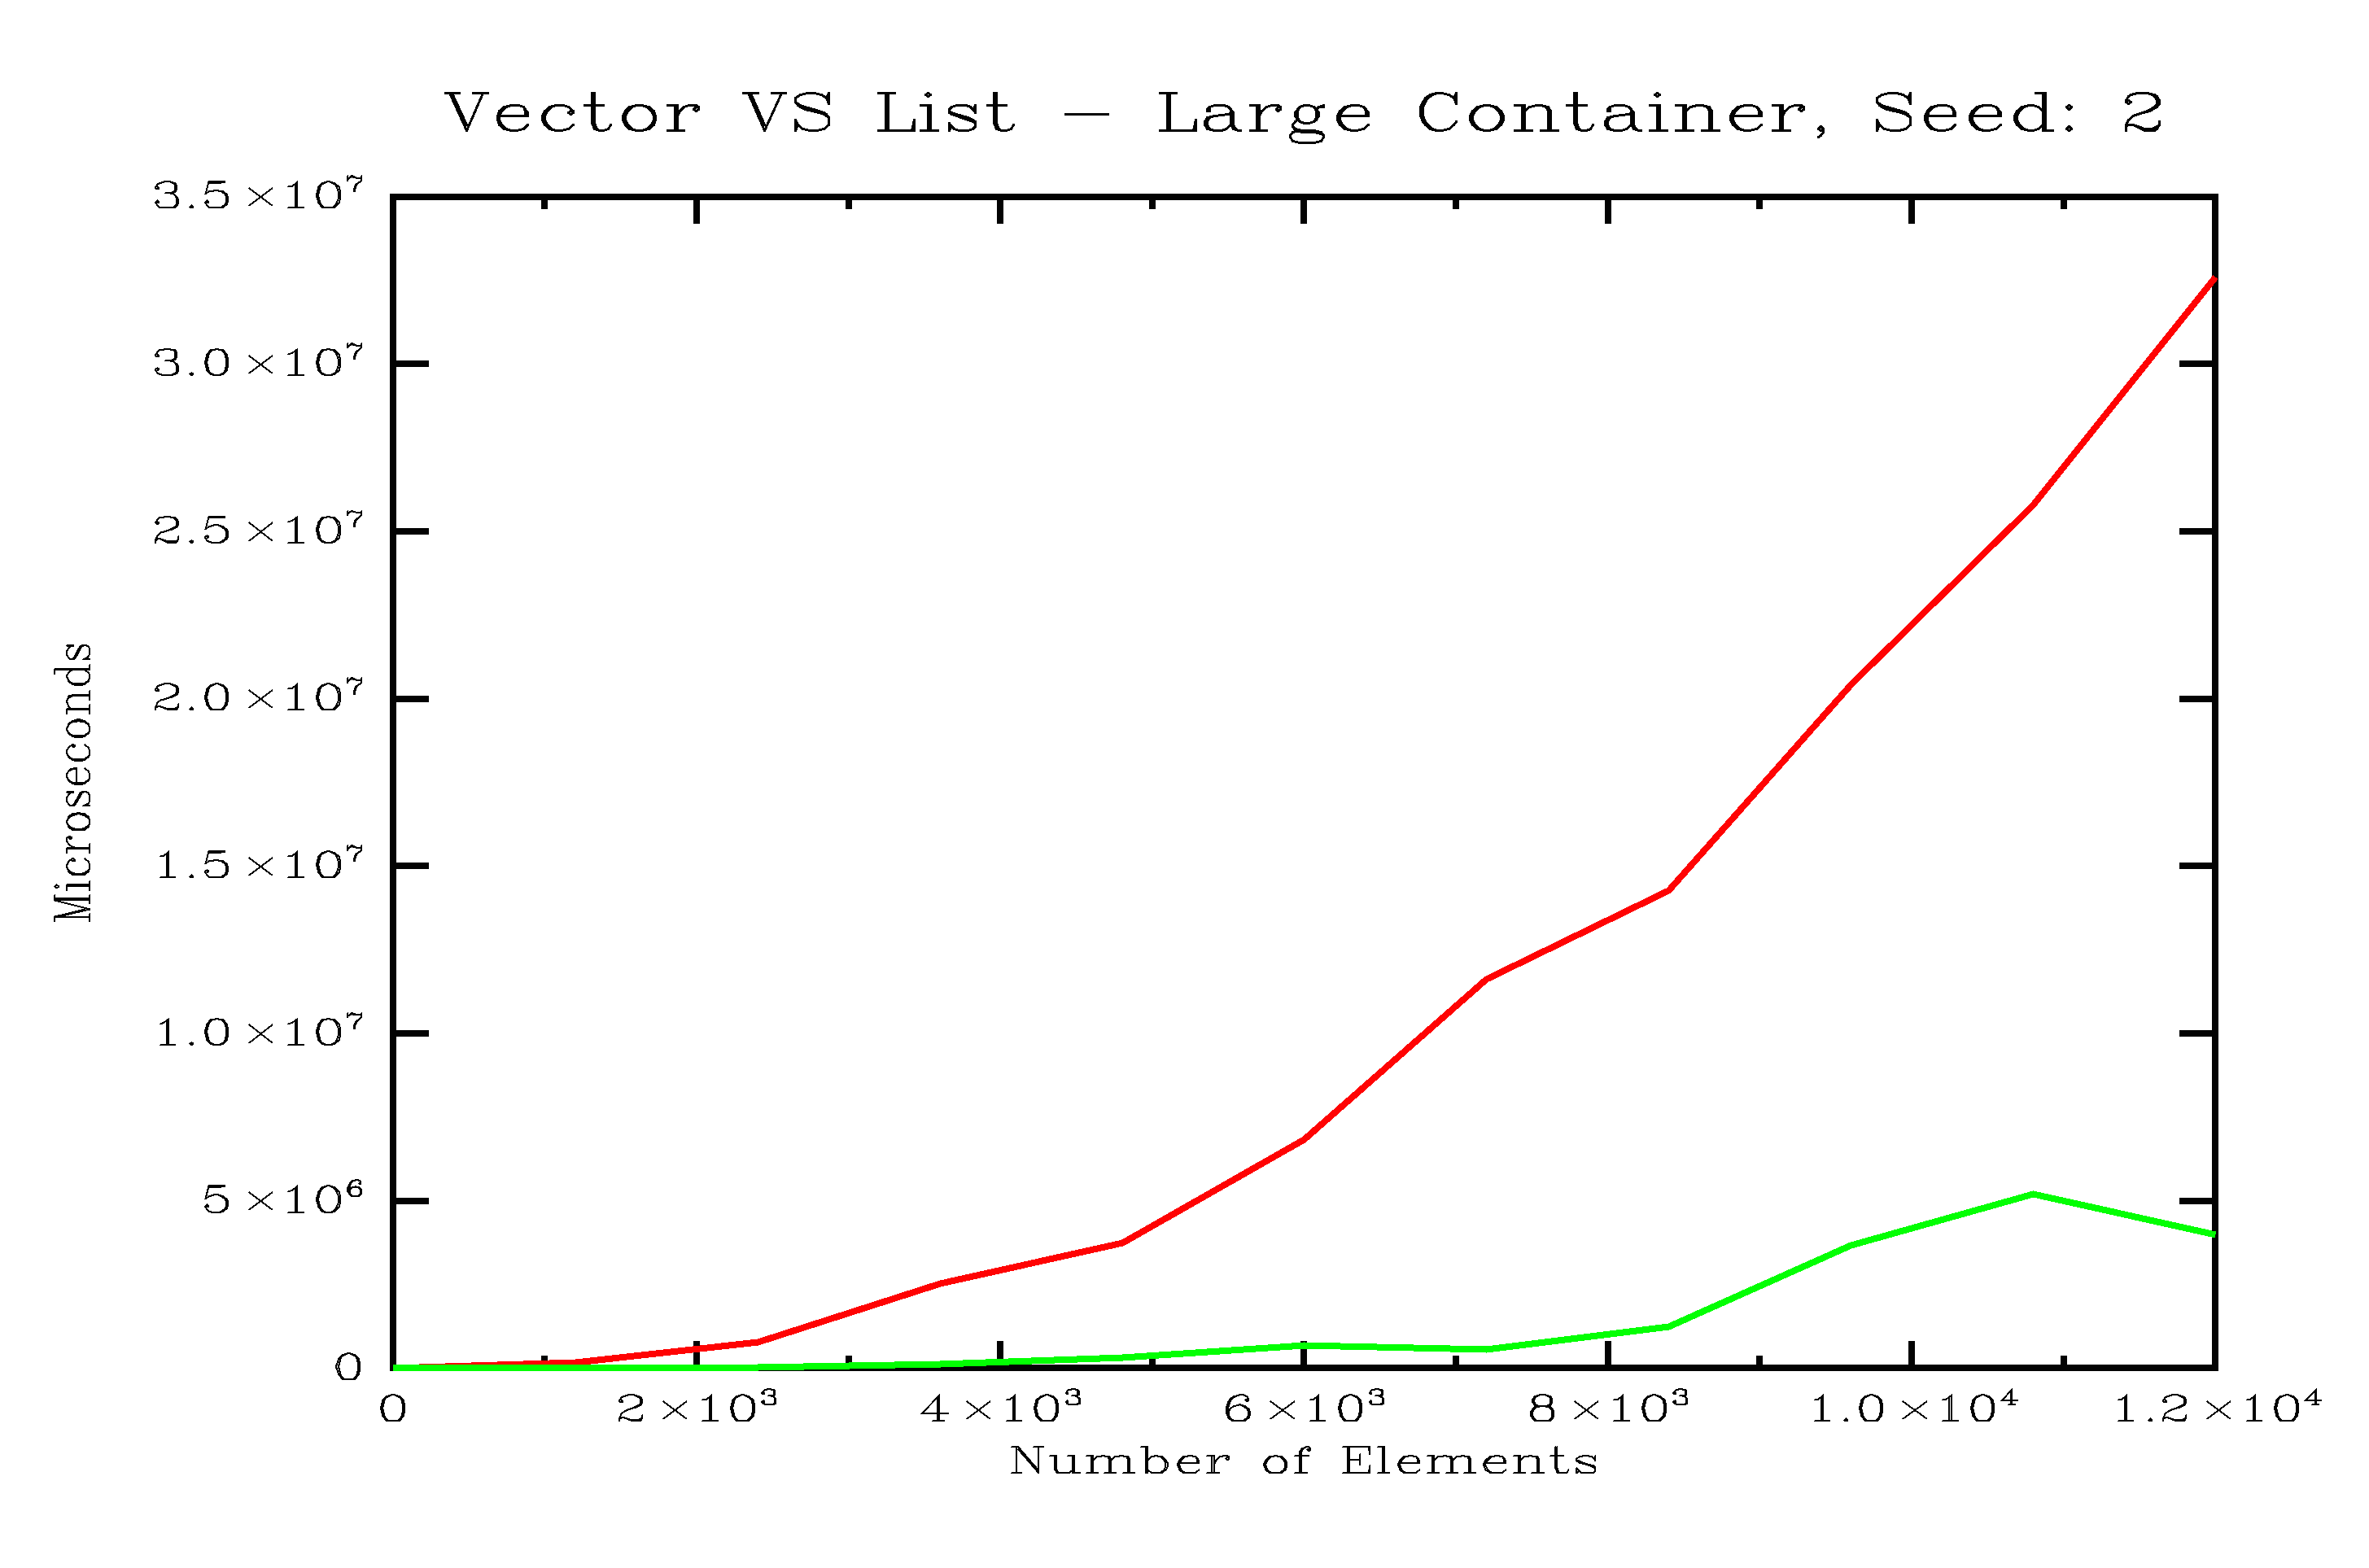 Vector VS List – Large Container, Seed: 2
3.5×10⁷
3.0×10⁷
2.5×10⁷
2.0×10⁷
1.5×10⁷
1.0×10⁷
5×10⁶
0
Microseconds
0 2×10³ 4×10³ 6×10³ 8×10³ 1.0×10⁴ 1.2×10⁴
Number of Elements